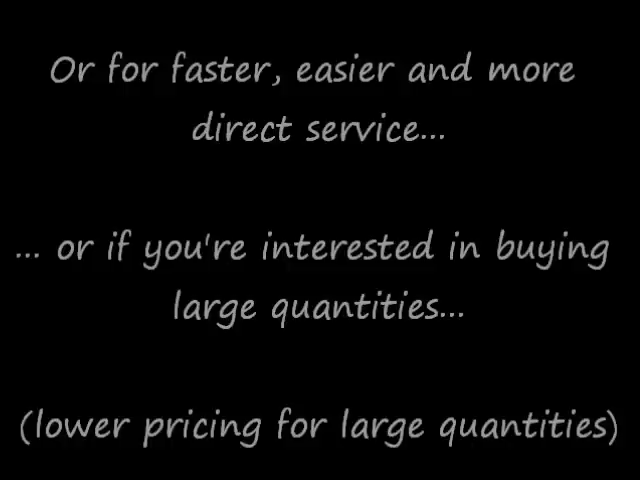 Or for faster, easier and more
direct service...
... or if you're interested in buying
large quantities...
(lower pricing for large quantities)